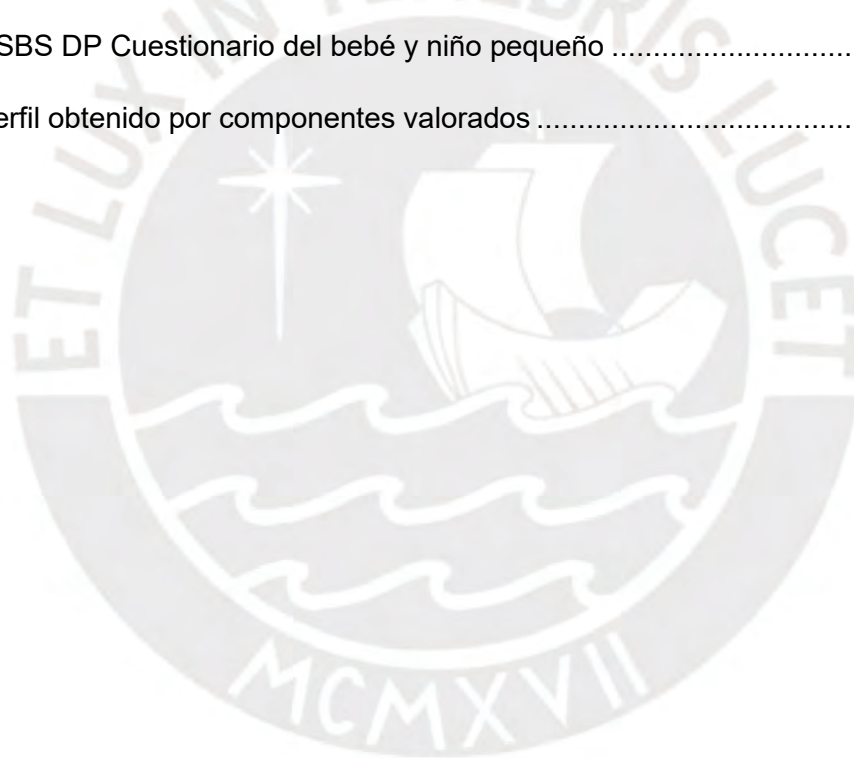 SBS DP Cuestionario del bebé y niño pequeño ..............................
erfil obtenido por componentes valorados .......................................
ET LUX IN TENEBRIS LUCET
MCMXVII